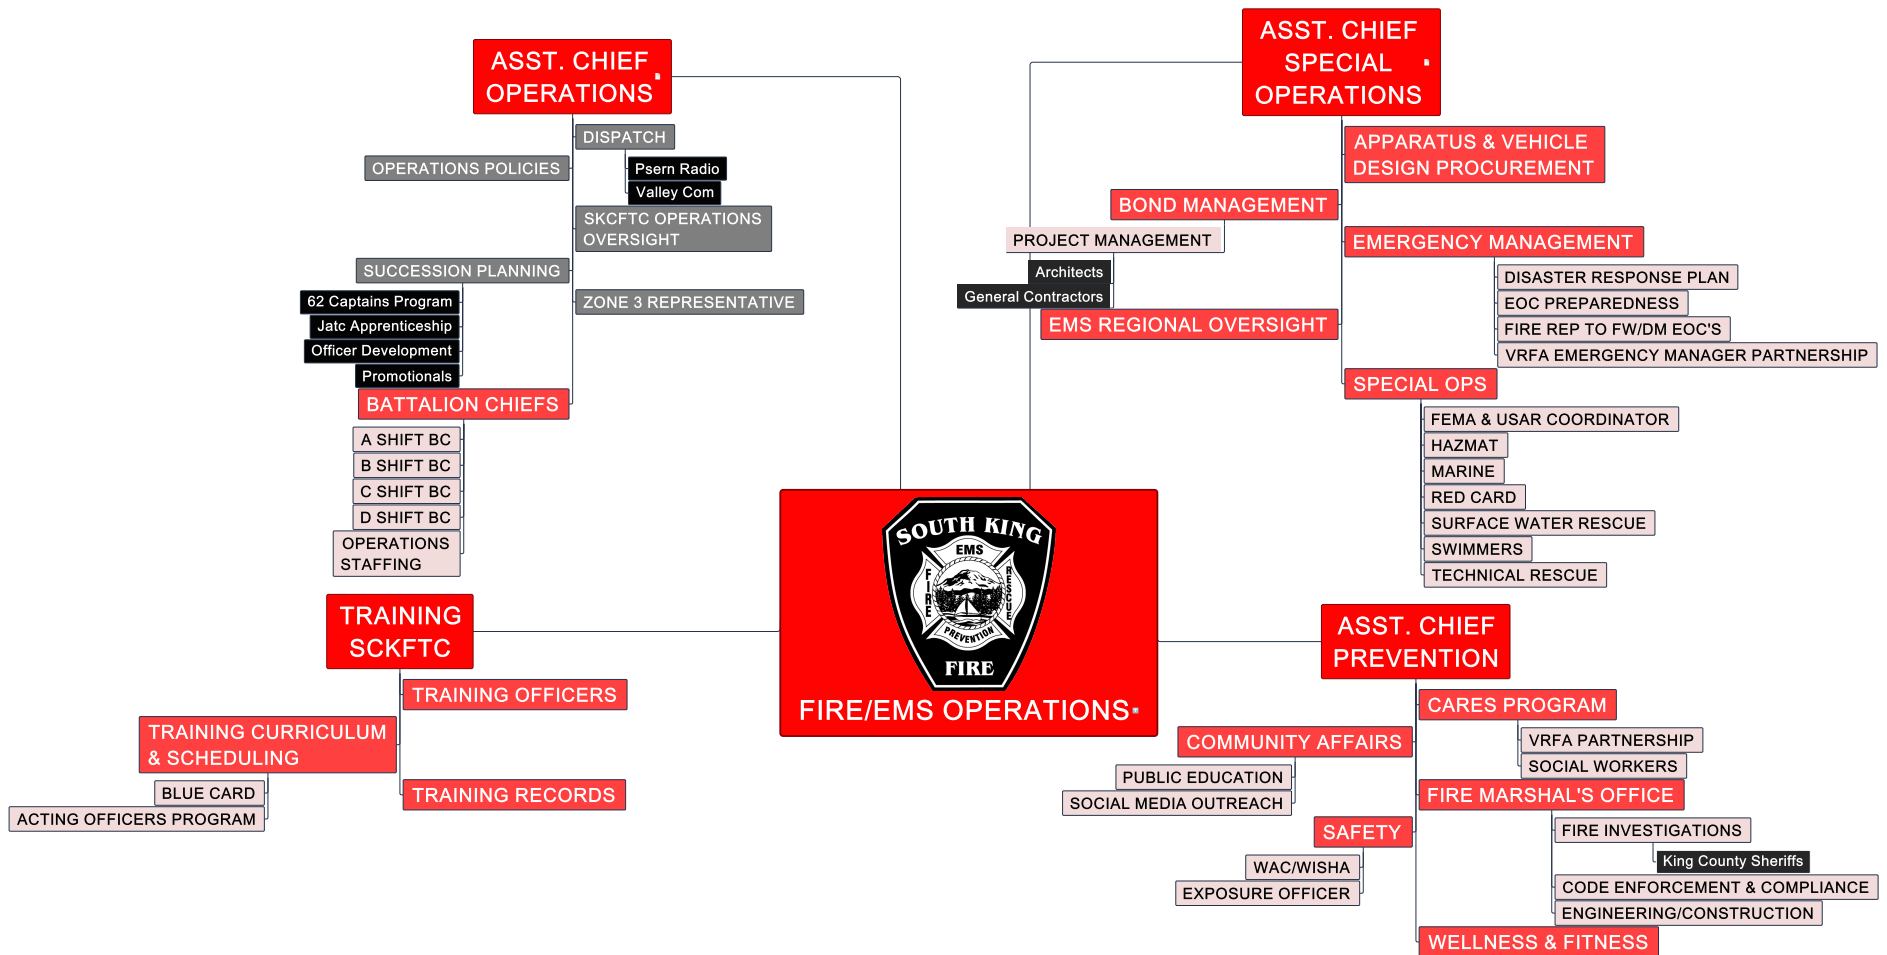 ASST. CHIEF
OPERATIONS
DISPATCH
Psern Radio
Valley Com
OPERATIONS POLICIES
SKCFTC OPERATIONS
OVERSIGHT
SUCCESSION PLANNING
62 Captains Program
Jatc Apprenticeship
Officer Development
Promotionals
ZONE 3 REPRESENTATIVE
BATTALION CHIEFS
A SHIFT BC
B SHIFT BC
C SHIFT BC
D SHIFT BC
OPERATIONS
STAFFING
TRAINING
SCKFTC
TRAINING OFFICERS
TRAINING CURRICULUM
& SCHEDULING
BLUE CARD
ACTING OFFICERS PROGRAM
TRAINING RECORDS
SOUTH KING
EMS
FIRE
RESCUE
PREVENTION
FIRE
FIRE/EMS OPERATIONS
ASST. CHIEF
SPECIAL
OPERATIONS
APPARATUS & VEHICLE
DESIGN PROCUREMENT
BOND MANAGEMENT
PROJECT MANAGEMENT
Architects
General Contractors
EMERGENCY MANAGEMENT
DISASTER RESPONSE PLAN
EOC PREPAREDNESS
FIRE REP TO FW/DM EOC'S
VRFA EMERGENCY MANAGER PARTNERSHIP
EMS REGIONAL OVERSIGHT
SPECIAL OPS
FEMA & USAR COORDINATOR
HAZMAT
MARINE
RED CARD
SURFACE WATER RESCUE
SWIMMERS
TECHNICAL RESCUE
ASST. CHIEF
PREVENTION
CARES PROGRAM
VRFA PARTNERSHIP
SOCIAL WORKERS
COMMUNITY AFFAIRS
PUBLIC EDUCATION
SOCIAL MEDIA OUTREACH
FIRE MARSHAL'S OFFICE
FIRE INVESTIGATIONS
King County Sheriffs
CODE ENFORCEMENT & COMPLIANCE
ENGINEERING/CONSTRUCTION
SAFETY
WAC/WISHA
EXPOSURE OFFICER
WELLNESS & FITNESS